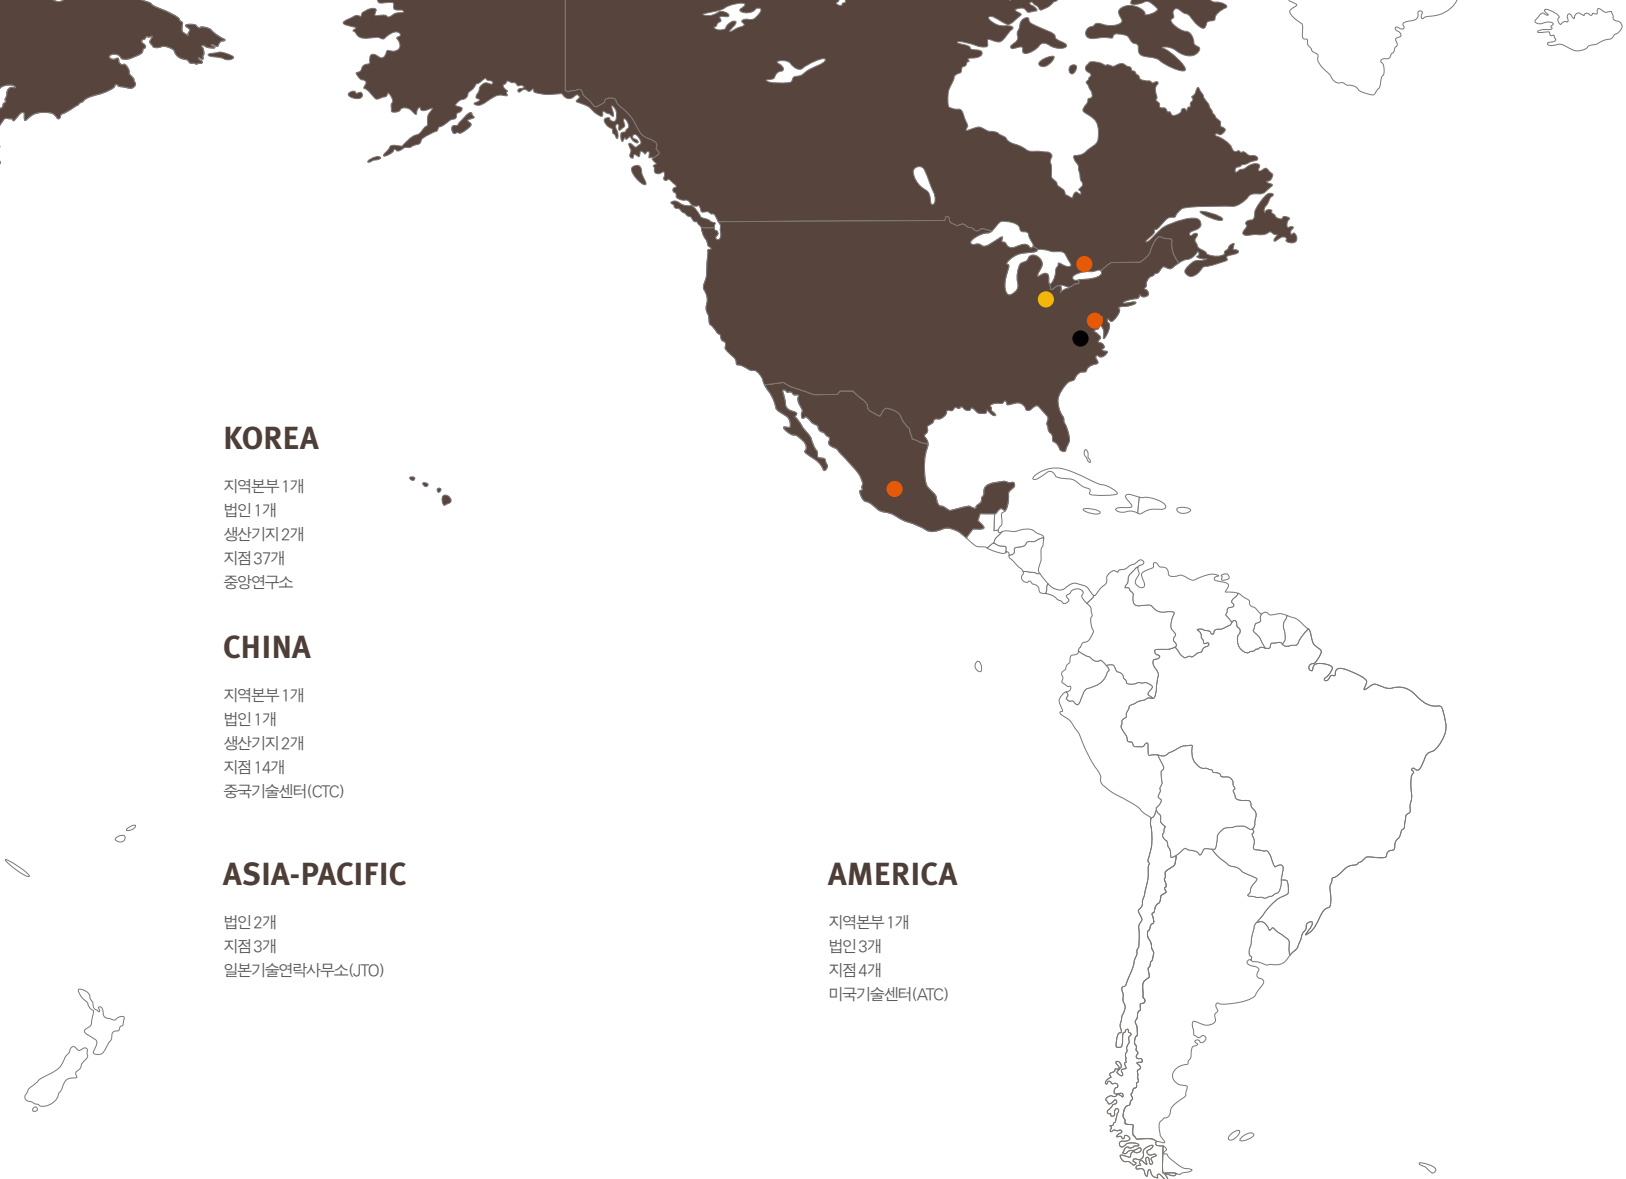 KOREA
지역본부 1개
법인 1개
생산기지 2개
지점 37개
중앙연구소
CHINA
지역본부 1개
법인 1개
생산기지 2개
지점 14개
중국기술센터(CTC)
ASIA-PACIFIC
법인 2개
지점 3개
일본기술연락사무소(JTO)
AMERICA
지역본부 1개
법인 3개
지점 4개
미국기술센터(ATC)